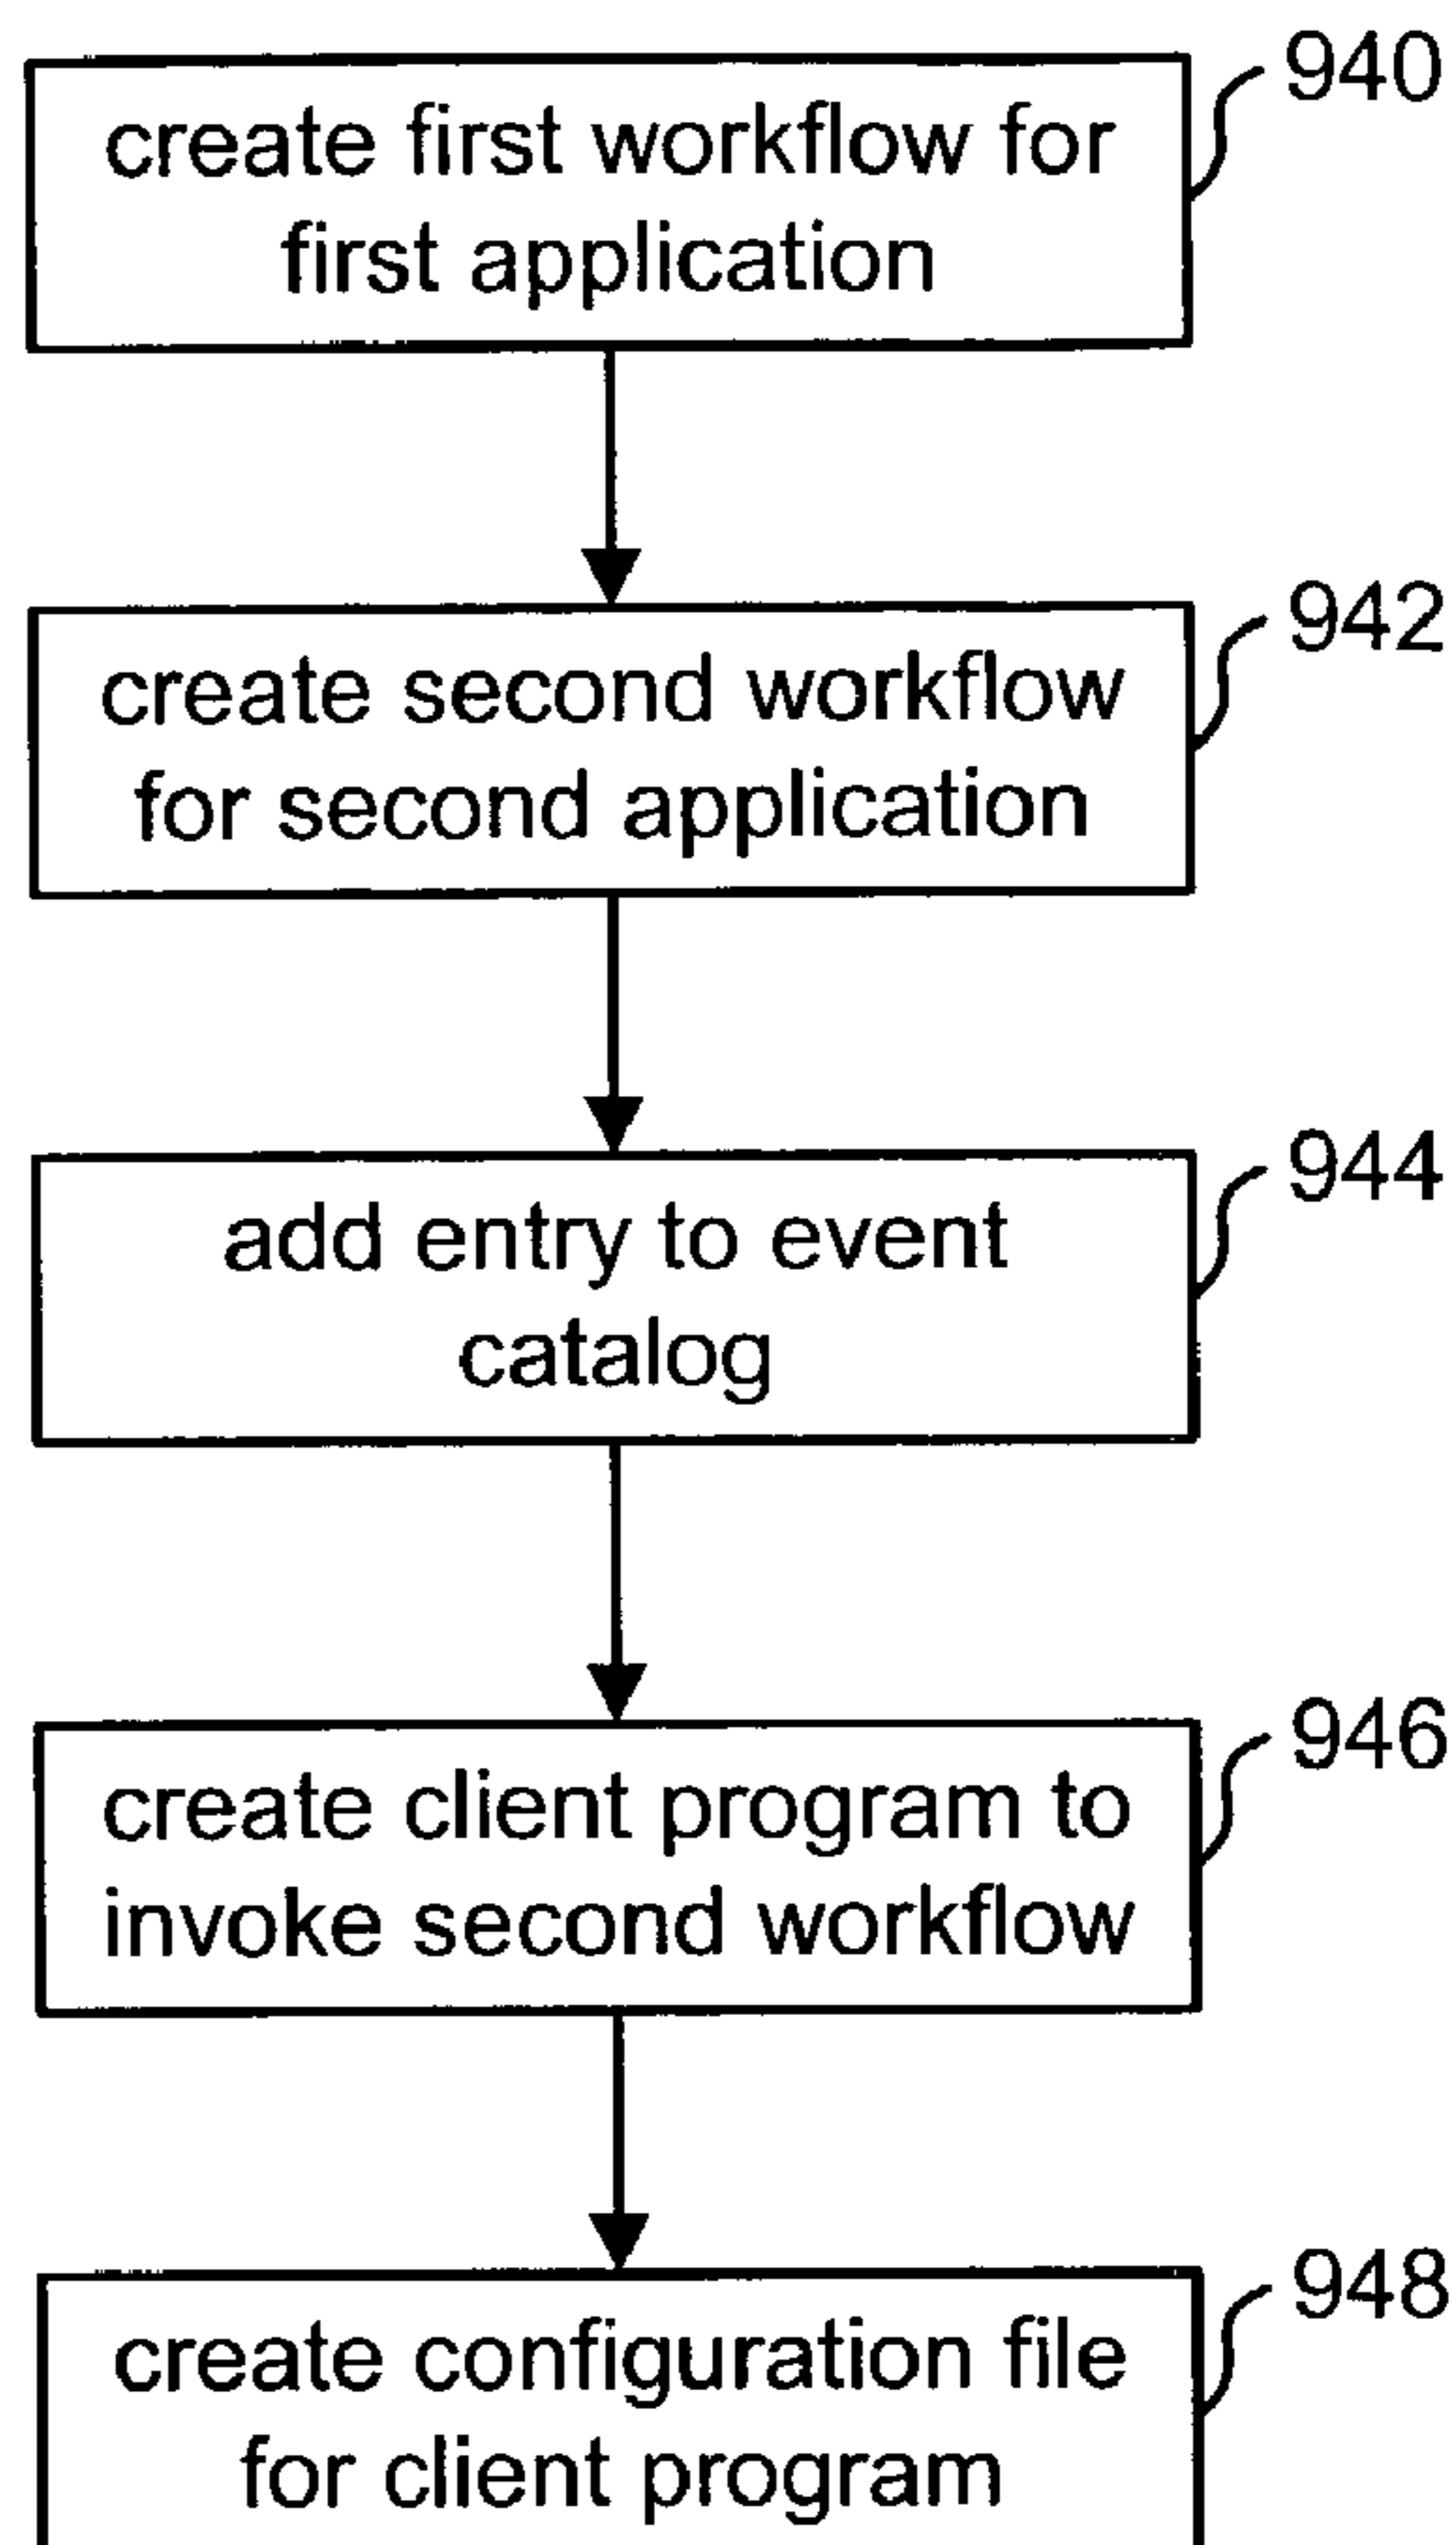 940
create first workflow for
first application
942
create second workflow
for second application
944
add entry to event
catalog
946
create client program to
invoke second workflow
948
create configuration file
for client program